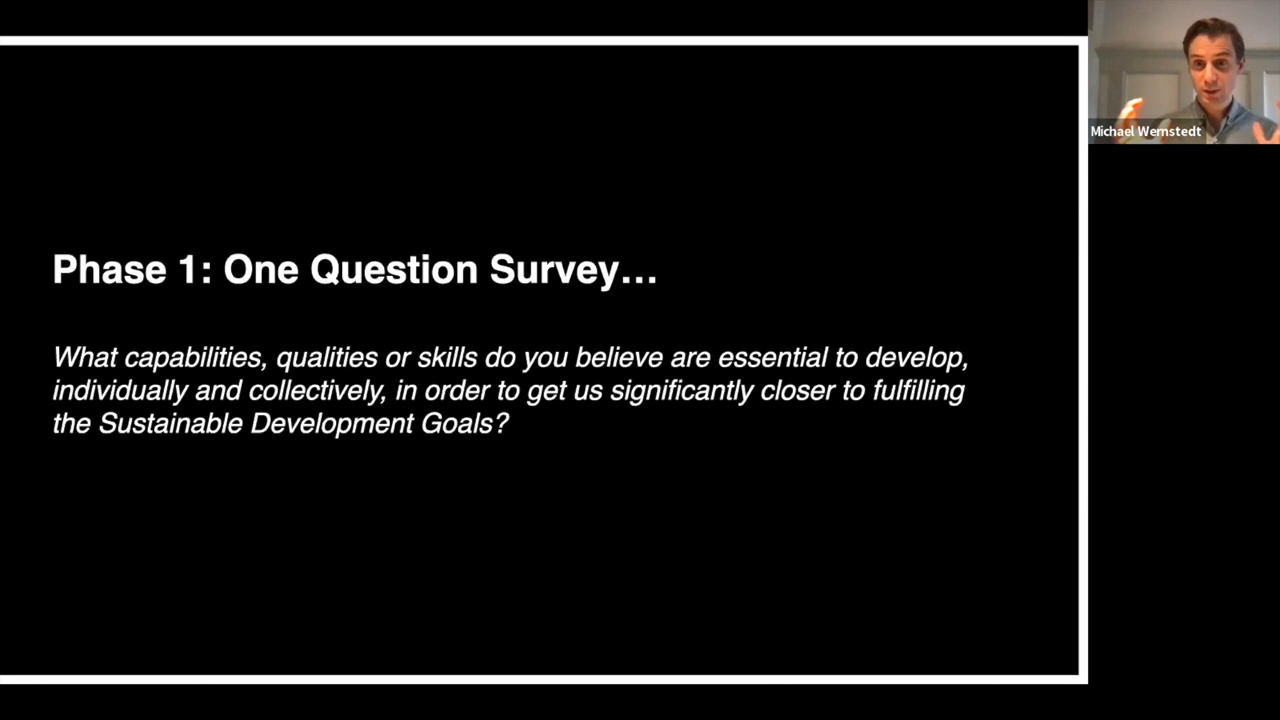 Michael Wernstedt
Phase 1: One Question Survey…
What capabilities, qualities or skills do you believe are essential to develop,
individually and collectively, in order to get us significantly closer to fulfilling
the Sustainable Development Goals?